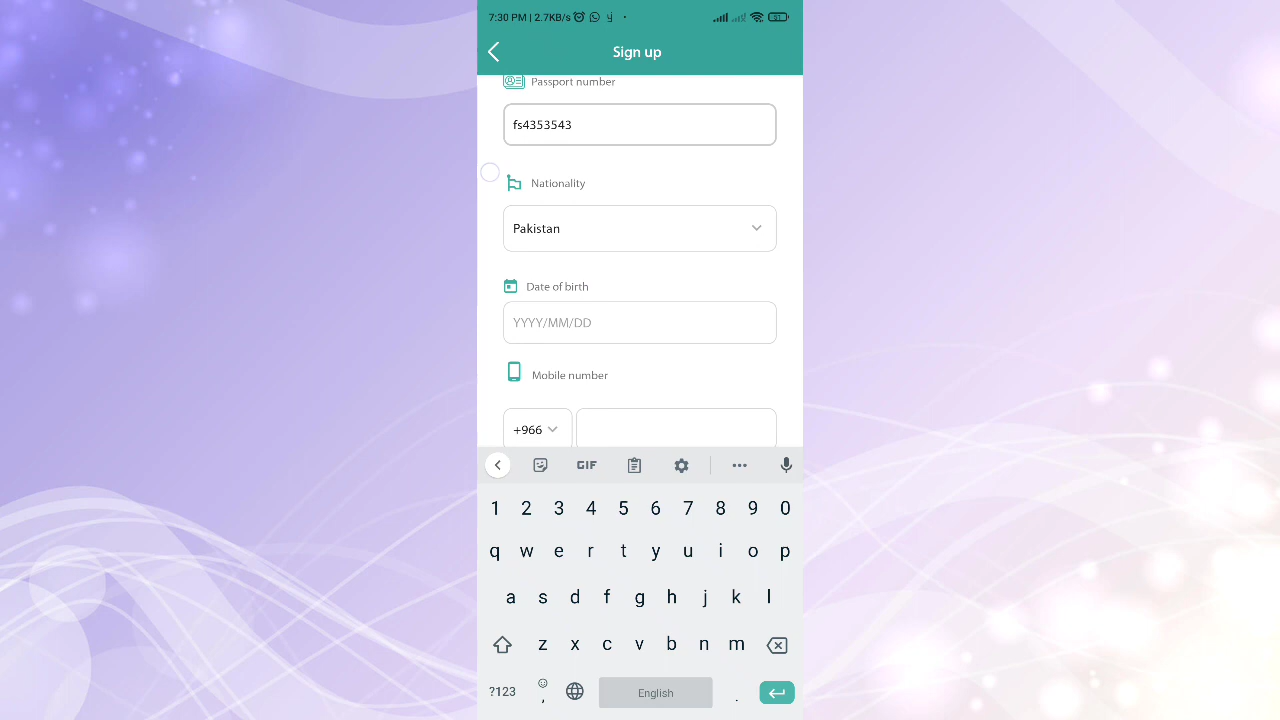 7:30 PM | 2.7KB/s
51
Sign up
Passport number
fs4353543
Nationality
Pakistan
Date of birth
YYYY/MM/DD
Mobile number
+966
GIF
1 2 3 4 5 6 7 8 9 0
q w e r t y u i o p
a s d f g h j k l
z x c v b n m
?123 , English .